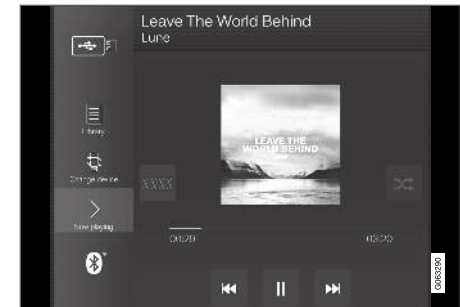 Leave The World Behind
Lune
Library
Change device
Now playing
LEAVE THE
WORLD BEHIND
XXXX
00:29
03:20
G063290